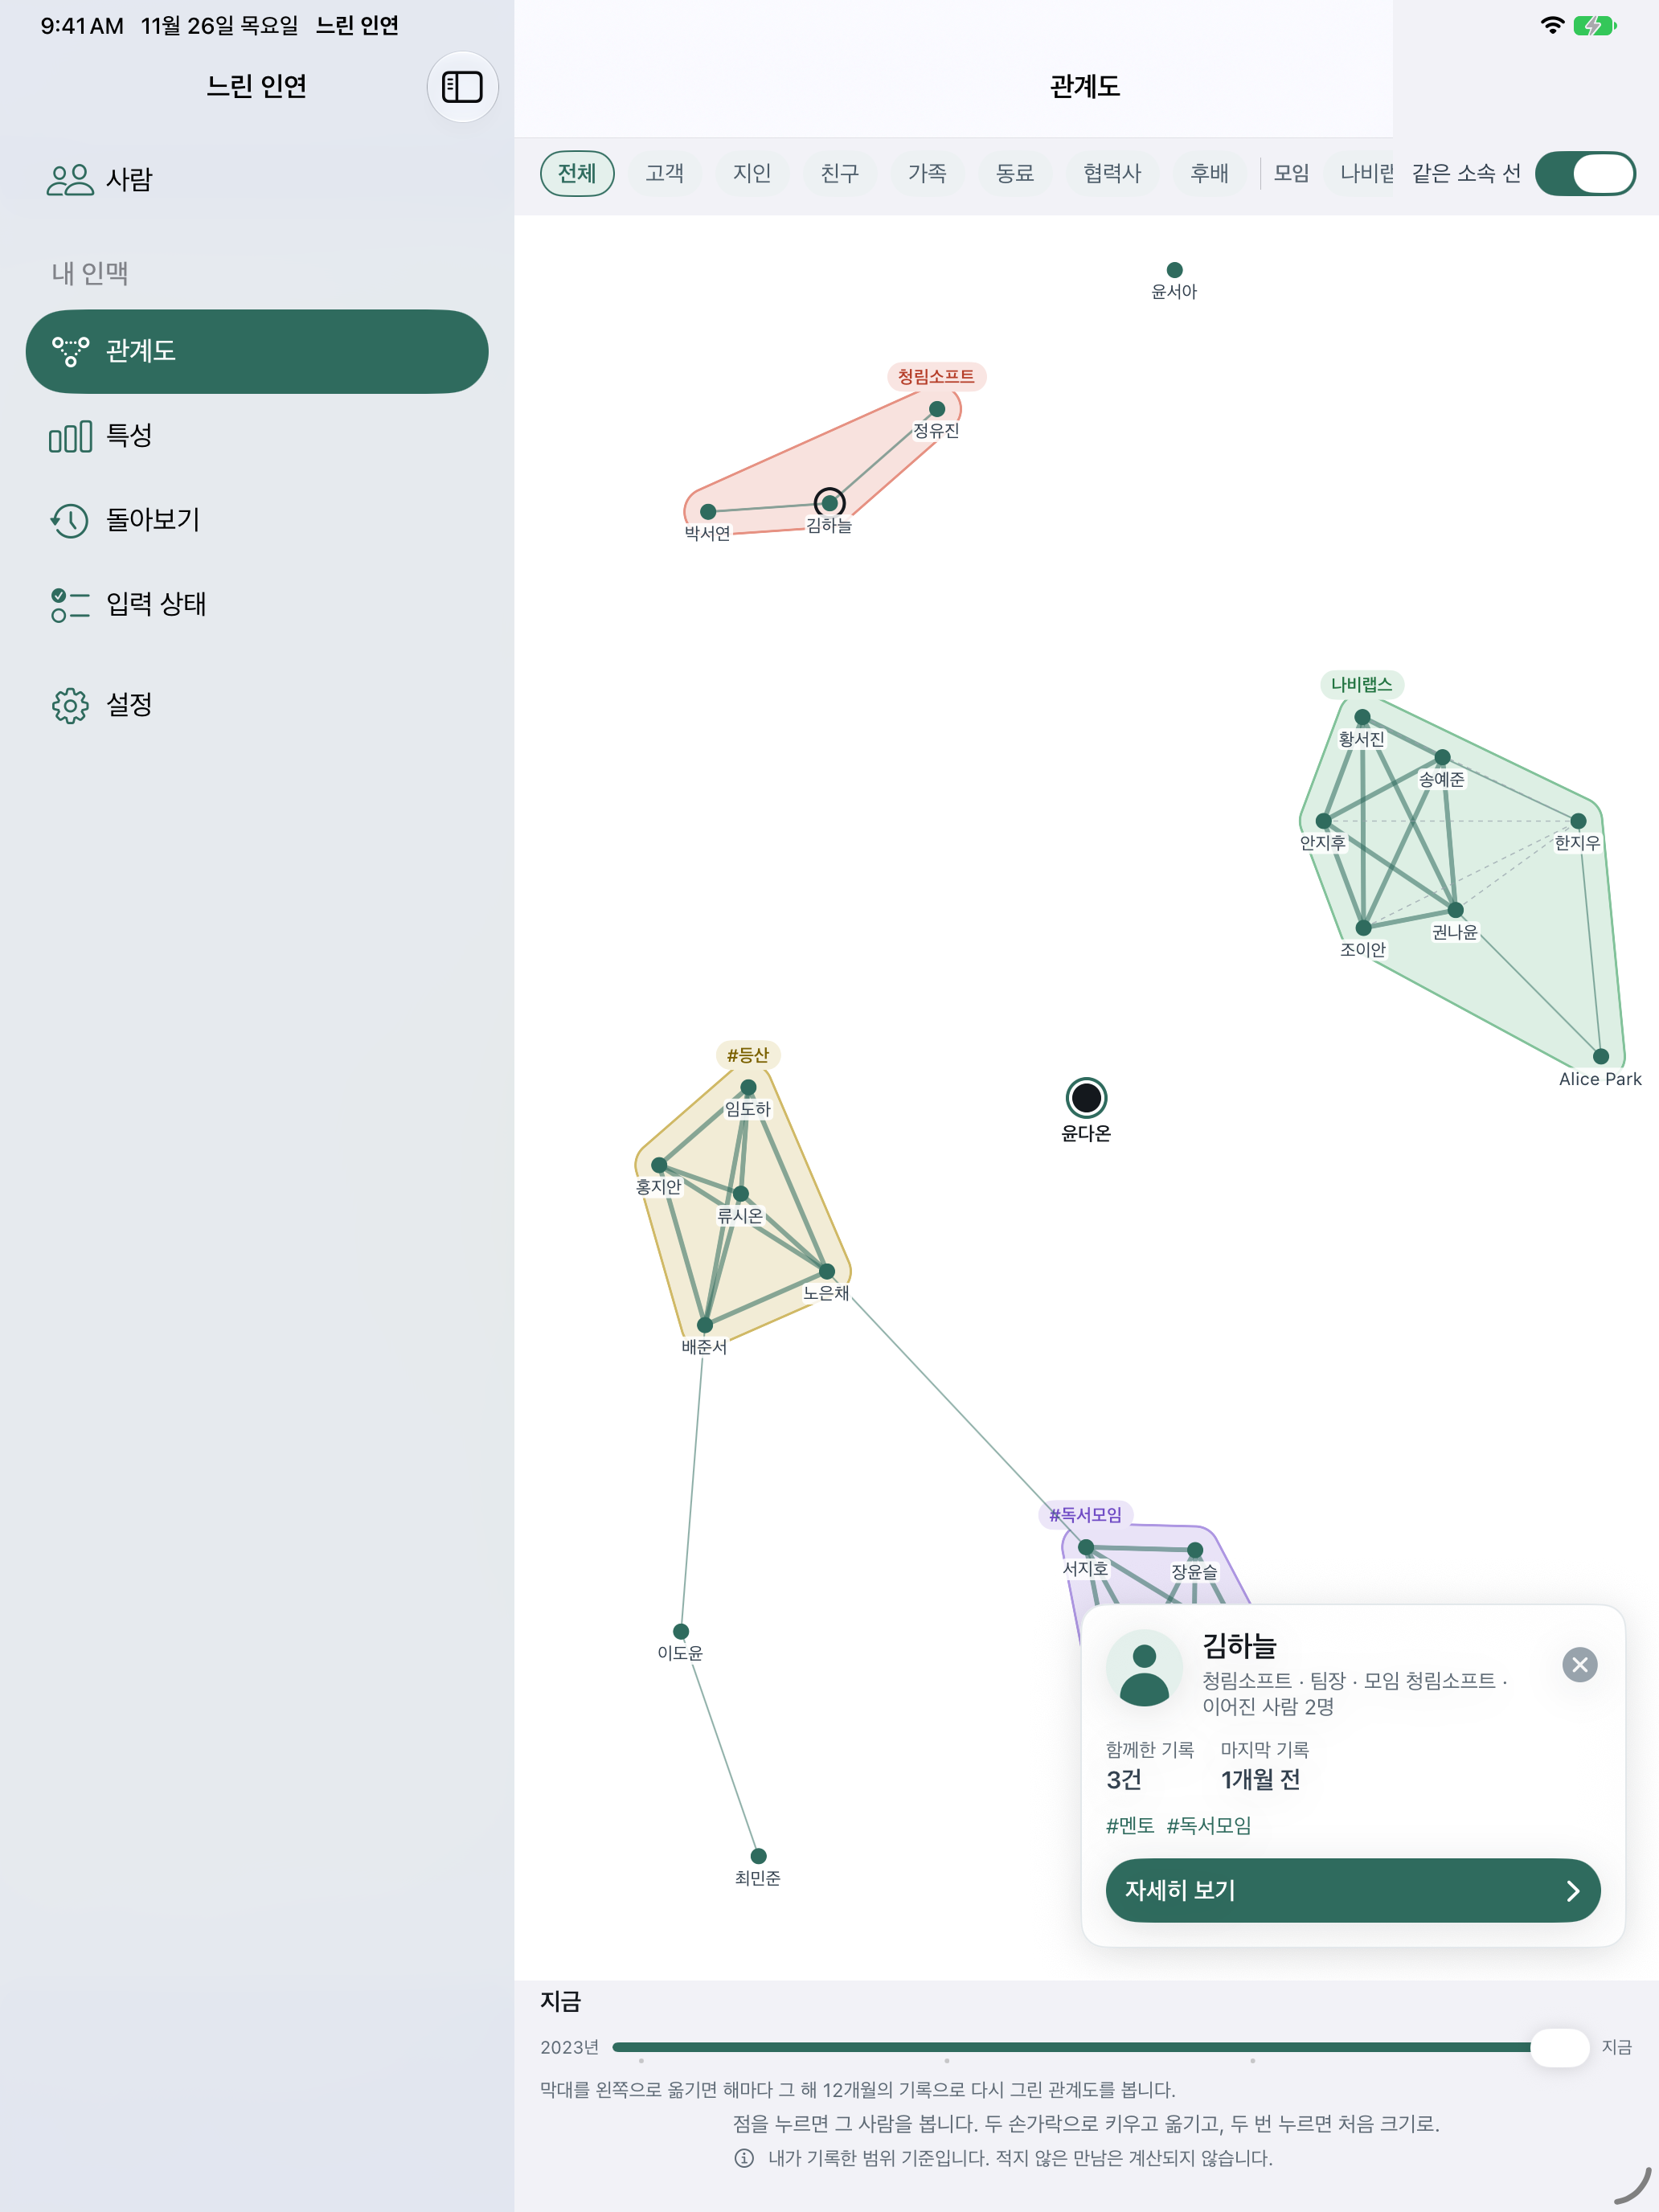 9:41 AM 11월 26일 목요일 느린 인연
느린 인연
사람
내 인맥
관계도
특성
돌아보기
입력 상태
설정
관계도
전체 고객 지인 친구 가족 동료 협력사 후배 모임 같은 소속 선
윤서아
청림소프트
정유진
박서연
김하늘
나비랩스
황서진
송예준
안지후
한지우
권나윤
조이안
Alice Park
#등산
임도하
홍지안
류시온
노은채
배준서
윤다온
#독서모임
서지호
장윤슬
이도윤
최민준
김하늘
청림소프트 · 팀장 · 모임 청림소프트 ·
이어진 사람 2명
함께한 기록 마지막 기록
3건 1개월 전
#멘토 #독서모임
자세히 보기
지금
2023년 지금
막대를 왼쪽으로 옮기면 해마다 그 해 12개월의 기록으로 다시 그린 관계도를 봅니다.
점을 누르면 그 사람을 봅니다. 두 손가락으로 키우고 옮기고, 두 번 누르면 처음 크기로.
내가 기록한 범위 기준입니다. 적지 않은 만남은 계산되지 않습니다.